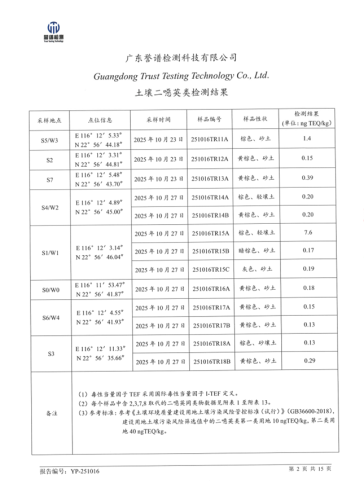 誉谱检测
广东誉谱检测科技有限公司
Guangdong Trust Testing Technology Co., Ltd.
土壤二噁英类检测结果
采样地点 点位信息 采样时间 样品编号 样品性状 检测结果
(单位: ng TEQ/kg)
S5/W3 E 116° 12′ 5.33″ N 22° 56′ 44.18″ 2025 年 10 月 23 日 251016TR11A 棕色、砂土 1.4
S2 E 116° 12′ 3.31″ N 22° 56′ 44.81″ 2025 年 10 月 23 日 251016TR12A 黄棕色、砂土 0.15
S7 E 116° 12′ 5.40″ N 22° 56′ 43.70″ 2025 年 10 月 23 日 251016TR13A 黄棕色、砂土 0.39
S4/W2 E 116° 12′ 4.89″ N 22° 56′ 45.00″ 2025 年 10 月 27 日 251016TR14A 棕色、轻壤土 0.20
2025 年 10 月 27 日 251016TR14B 黄棕色、砂土 0.20
S1/W1 E 116° 12′ 3.14″ N 22° 56′ 46.04″ 2025 年 10 月 27 日 251016TR15A 棕色、轻壤土 7.6
2025 年 10 月 27 日 251016TR15B 暗棕色、砂土 0.17
2025 年 10 月 27 日 251016TR15C 灰色、砂土 0.19
S0/W0 E 116° 11′ 53.47″ N 22° 56′ 41.87″ 2025 年 10 月 27 日 251016TR16A 黄棕色、砂土 0.18
S6/W4 E 116° 12′ 4.55″ N 22° 56′ 41.93″ 2025 年 10 月 27 日 251016TR17A 黄棕色、砂土 0.15
2025 年 10 月 27 日 251016TR17B 黄棕色、砂土 0.13
S3 E 116° 12′ 11.33″ N 22° 56′ 35.66″ 2025 年 10 月 27 日 251016TR18A 棕色、砂壤土 0.13
2025 年 10 月 27 日 251016TR18B 黄棕色、砂土 0.29
备注
(1) 毒性当量因子 TEF 采用国际毒性当量因子 I-TEF 定义。
(2) 每个样品中含 2,3,7,8 取代的二噁英同类物数据见附表 1 至附表 13。
(3) 参考标准: 参考《土壤环境质量建设用地土壤污染风险管控标准（试行）》(GB36600-2018)，
建设用地土壤污染风险筛选值中的二噁英类第一类用地 10 ngTEQ/kg，第二类用
地 40 ngTEQ/kg。
报告编号: YP-251016 第 2 页 共 15 页